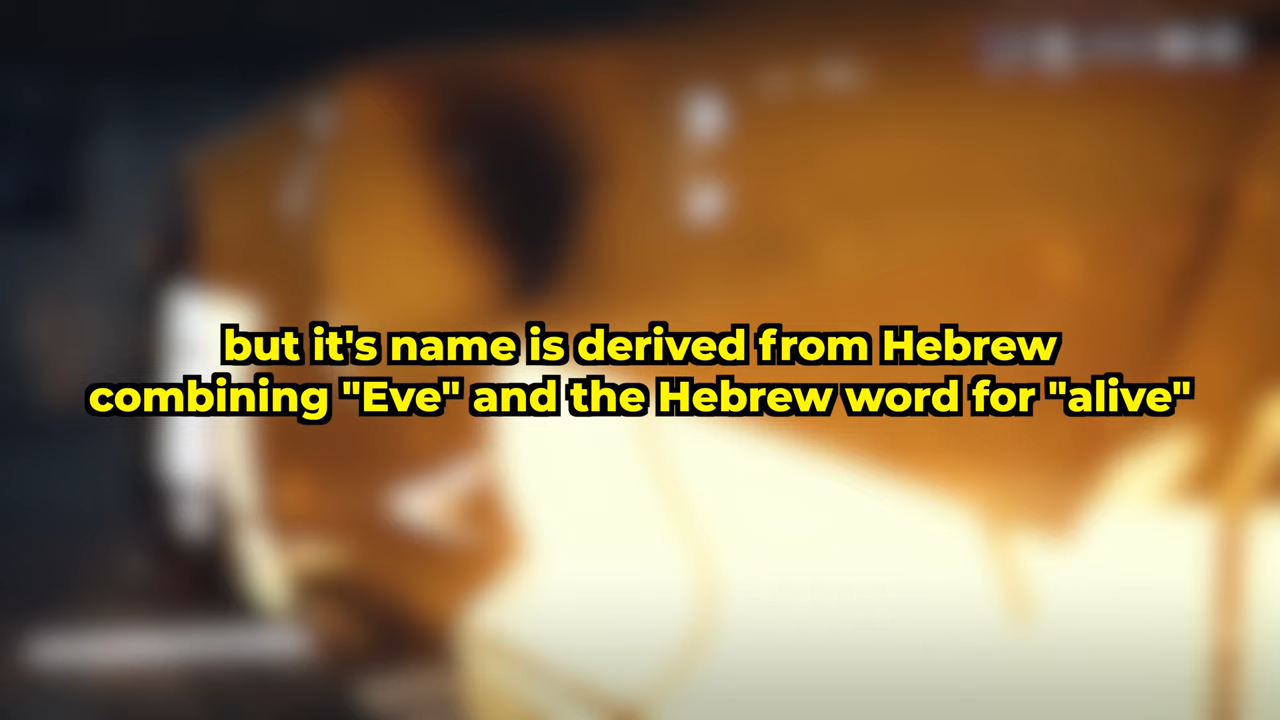 but it's name is derived from Hebrew
combining "Eve" and the Hebrew word for "alive"